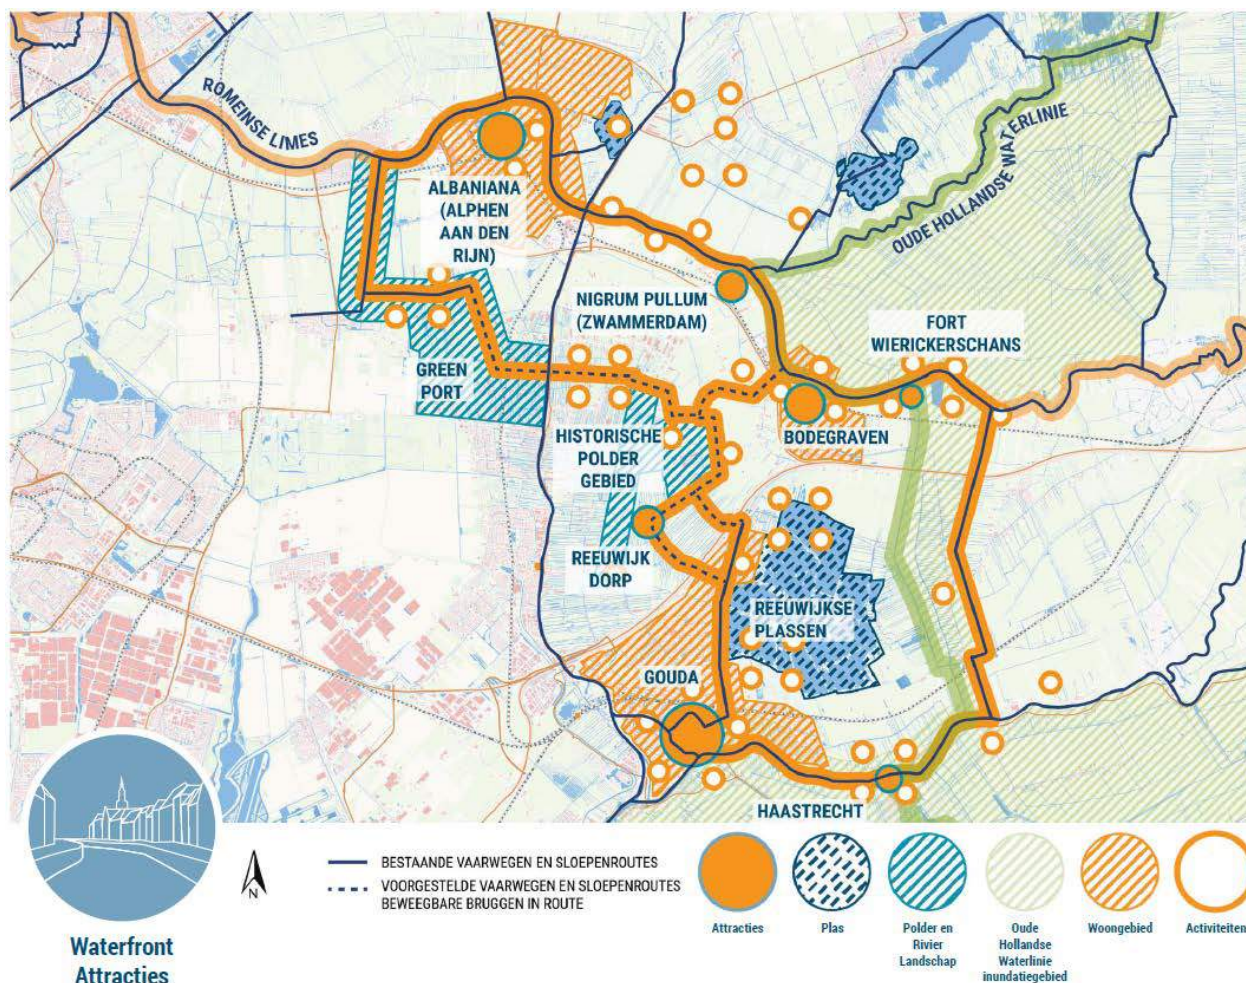 ROMEINSE LIMES
OUDE HOLLANDSE WATERLINIE
ALBANIANA
(ALPHEN
AAN DEN
RIJN)
NIGRUM PULLUM
(ZWAMMERDAM)
FORT
WIERICKERSCHANS
GREEN
PORT
HISTORISCHE
POLDER
GEBIED
BODEGRAVEN
REEUWIJK
DORP
REEUWIJKSE
PLASSEN
GOUDA
HAASTRECHT
Waterfront
Attracties
N
BESTAANDE VAARWEGEN EN SLOEPENROUTES
VOORGESTELDE VAARWEGEN EN SLOEPENROUTES
BEWEEGBARE BRUGGEN IN ROUTE
Attracties
Plas
Polder en
Rivier
Landschap
Oude
Hollandse
Waterlinie
inundatiegebied
Woongebied
Activiteiten